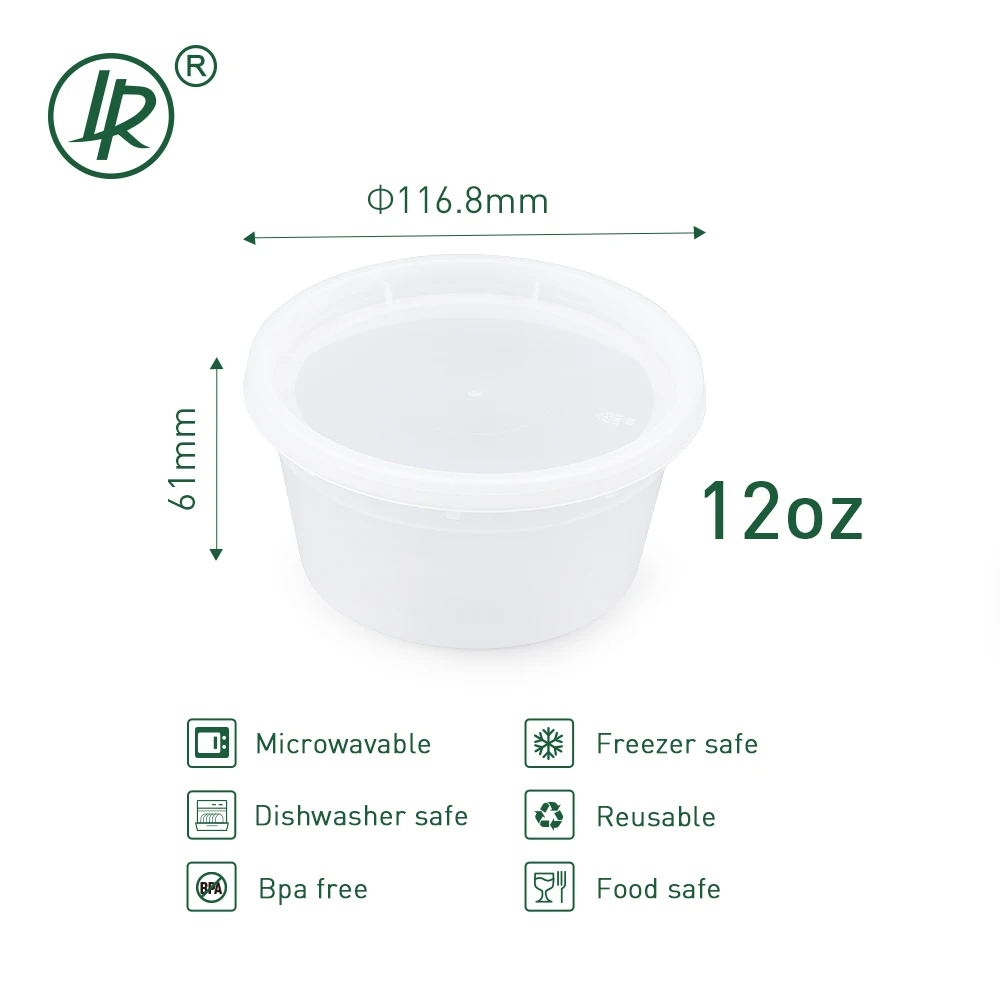 LR®
Φ116.8mm
61mm
12oz
Microwavable
Freezer safe
Dishwasher safe
Reusable
BPA
Bpa free
Food safe